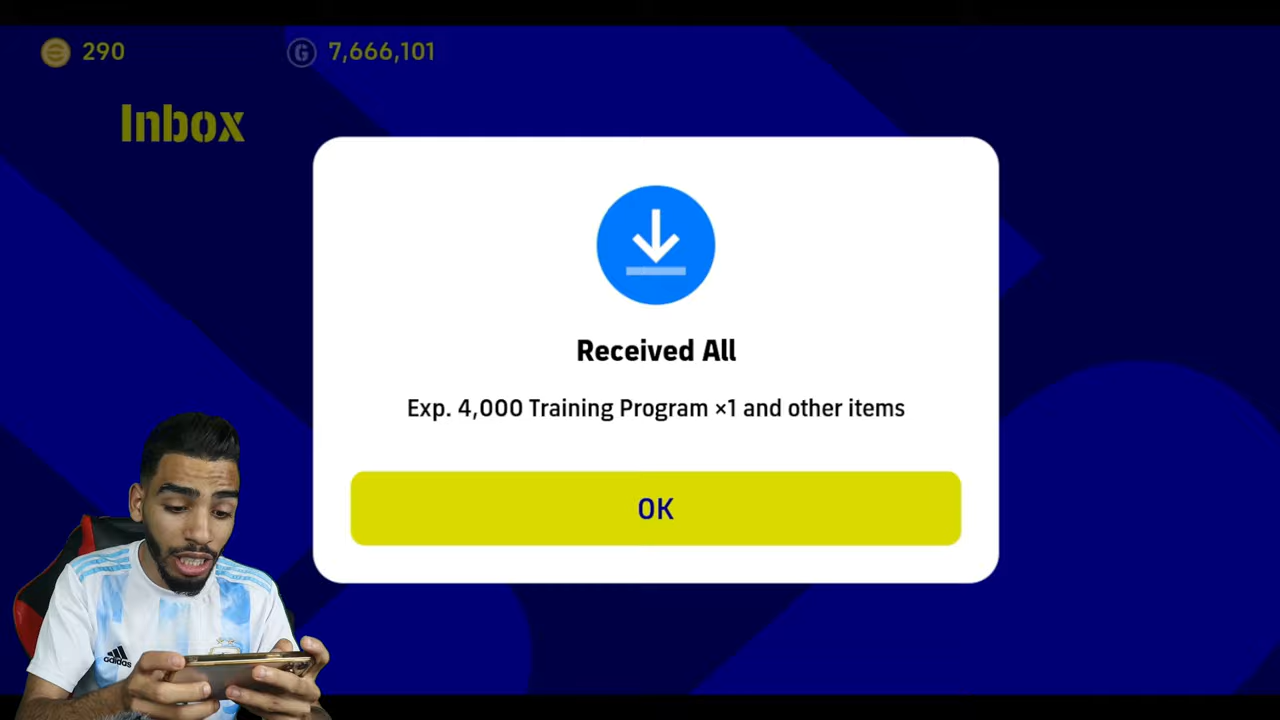 290
G 7,666,101
Inbox
Received All
Exp. 4,000 Training Program ×1 and other items
OK
adidas